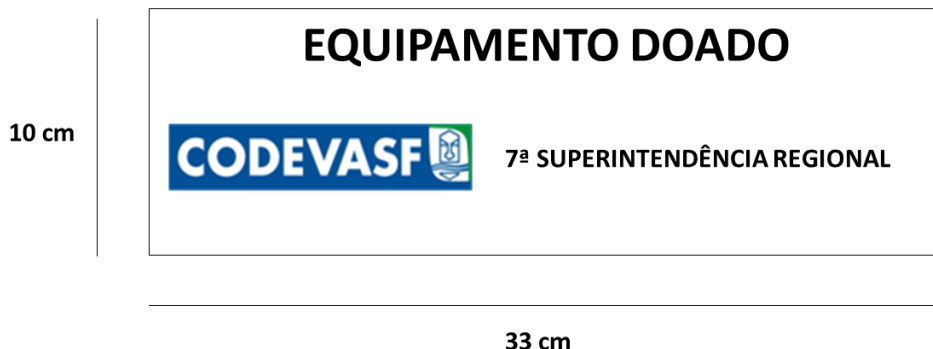 EQUIPAMENTO DOADO
10 cm
CODEVASF
7ª SUPERINTENDÊNCIA REGIONAL
33 cm